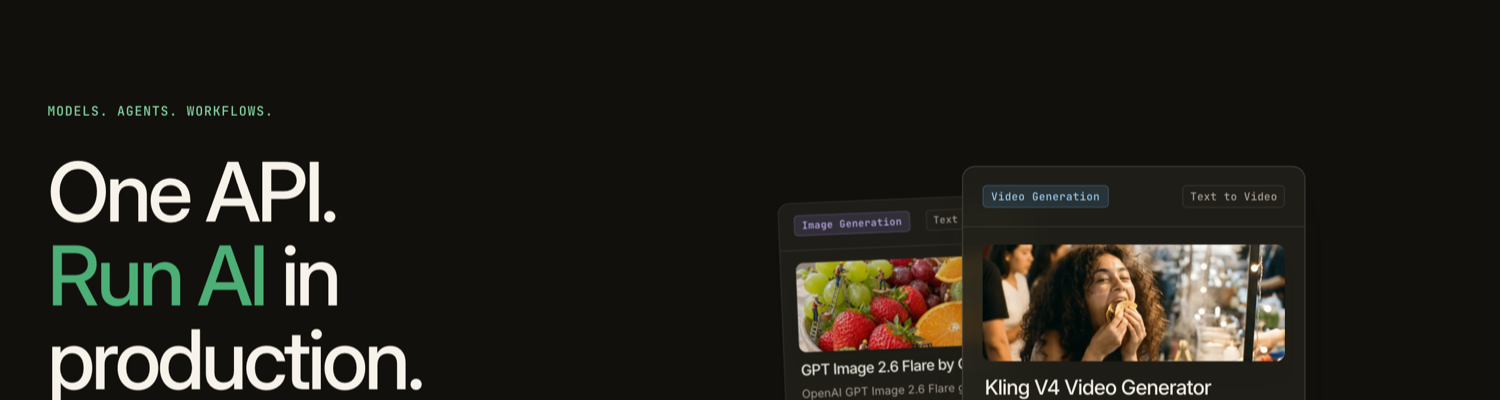 MODELS. AGENTS. WORKFLOWS.
One API.
Run AI in
production.
Image Generation
Text
GPT Image 2.6 Flare by
OpenAI GPT Image 2.6 Flare
Video Generation
Text to Video
Kling V4 Video Generator